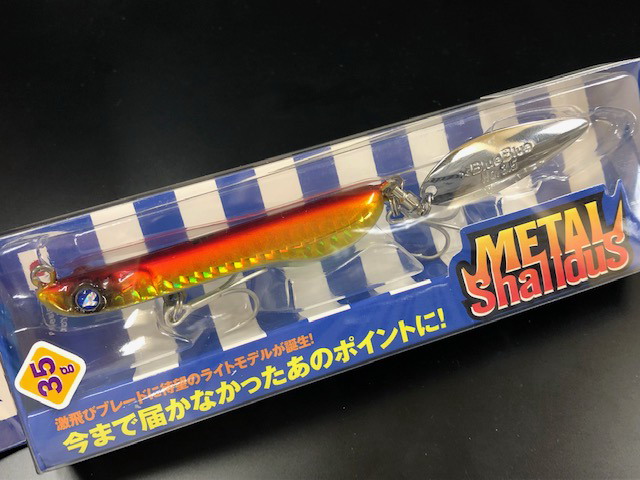 BlueBlue
METAL
Shalldus
35g
激飛びブレードに待望のライトモデルが誕生!
今まで届かなかったあのポイントに!